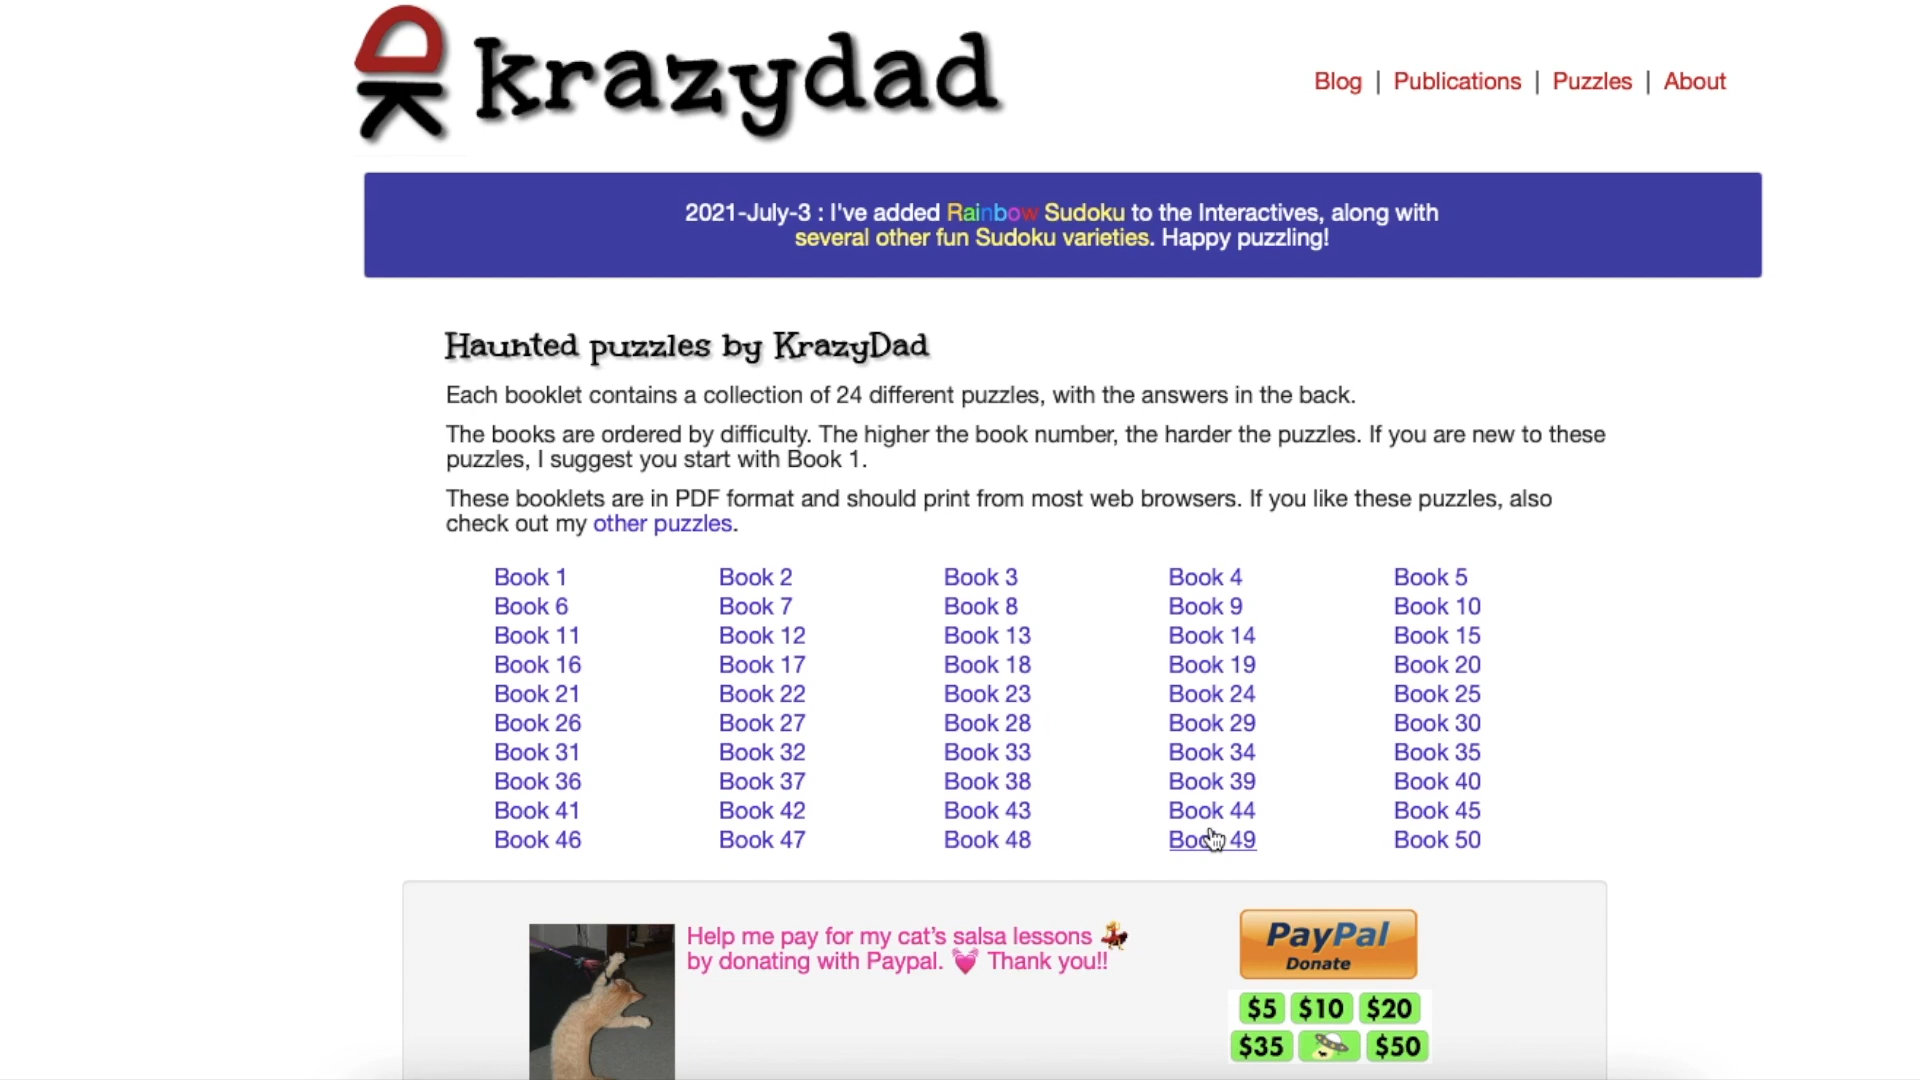 krazydad
Blog | Publications | Puzzles | About
2021-July-3 : I've added Rainbow Sudoku to the Interactives, along with
several other fun Sudoku varieties. Happy puzzling!
Haunted puzzles by KrazyDad
Each booklet contains a collection of 24 different puzzles, with the answers in the back.
The books are ordered by difficulty. The higher the book number, the harder the puzzles. If you are new to these
puzzles, I suggest you start with Book 1.
These booklets are in PDF format and should print from most web browsers. If you like these puzzles, also
check out my other puzzles.
Book 1 Book 2 Book 3 Book 4 Book 5
Book 6 Book 7 Book 8 Book 9 Book 10
Book 11 Book 12 Book 13 Book 14 Book 15
Book 16 Book 17 Book 18 Book 19 Book 20
Book 21 Book 22 Book 23 Book 24 Book 25
Book 26 Book 27 Book 28 Book 29 Book 30
Book 31 Book 32 Book 33 Book 34 Book 35
Book 36 Book 37 Book 38 Book 39 Book 40
Book 41 Book 42 Book 43 Book 44 Book 45
Book 46 Book 47 Book 48 Book 49 Book 50
Help me pay for my cat's salsa lessons 💃
by donating with Paypal. 💓 Thank you!!
PayPal
Donate
$5 $10 $20
$35 $50